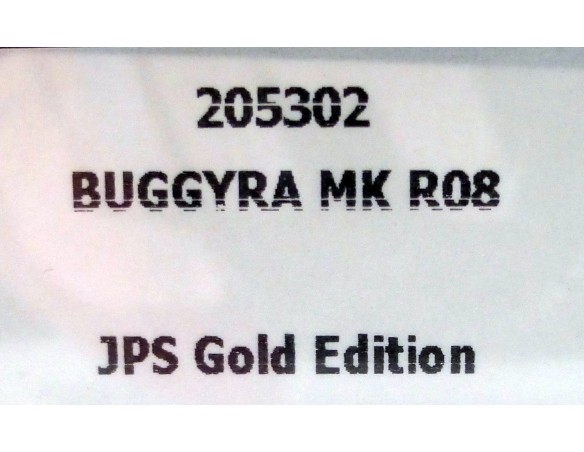 205302
BUGGYRA MK R08
JPS Gold Edition